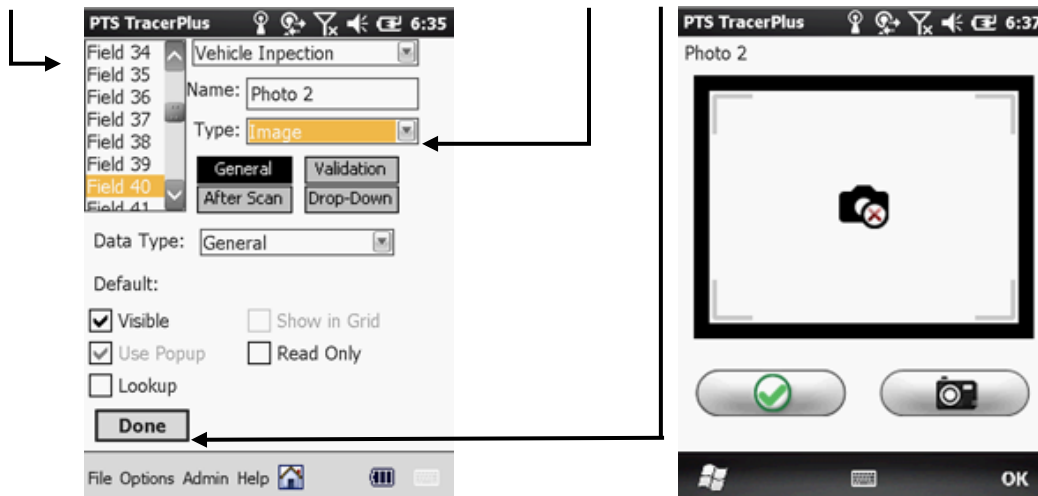 PTS TracerPlus 6:35
Field 34
Field 35
Field 36
Field 37
Field 38
Field 39
Field 40
Field 41
Vehicle Inpection
Name: Photo 2
Type: Image
General Validation
After Scan Drop-Down
Data Type: General
Default:
Visible Show in Grid
Use Popup Read Only
Lookup
Done
File Options Admin Help
PTS TracerPlus 6:37
Photo 2
OK